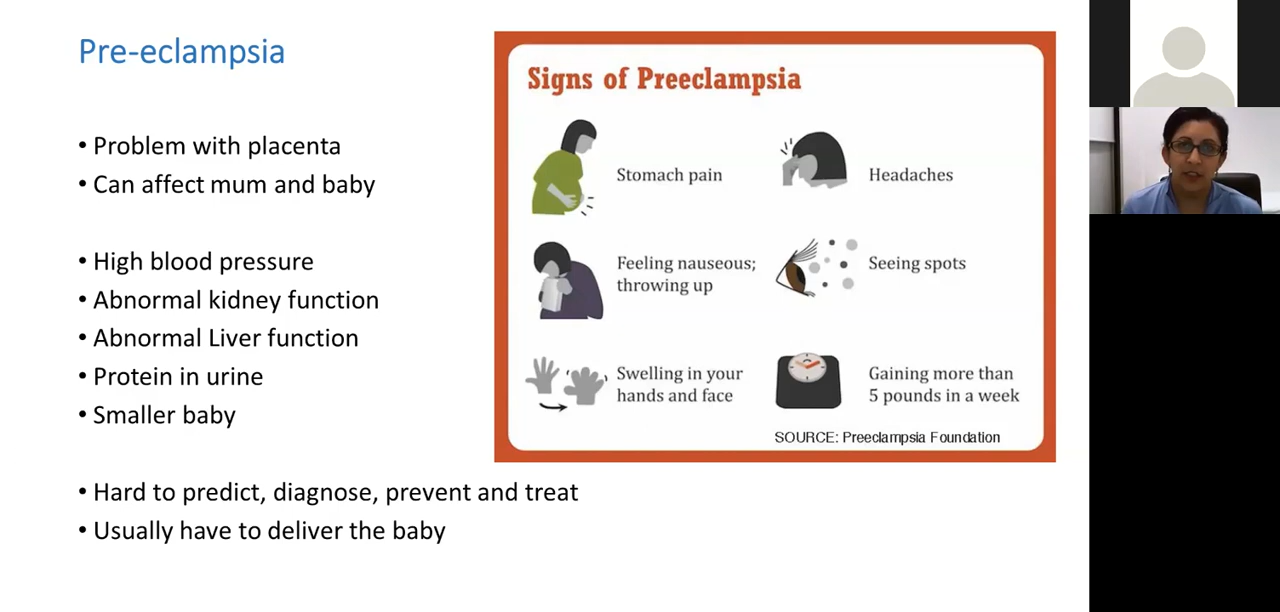 Pre-eclampsia
• Problem with placenta
• Can affect mum and baby
• High blood pressure
• Abnormal kidney function
• Abnormal Liver function
• Protein in urine
• Smaller baby
• Hard to predict, diagnose, prevent and treat
• Usually have to deliver the baby
Signs of Preeclampsia
Stomach pain
Headaches
Feeling nauseous;
throwing up
Seeing spots
Swelling in your
hands and face
Gaining more than
5 pounds in a week
SOURCE: Preeclampsia Foundation